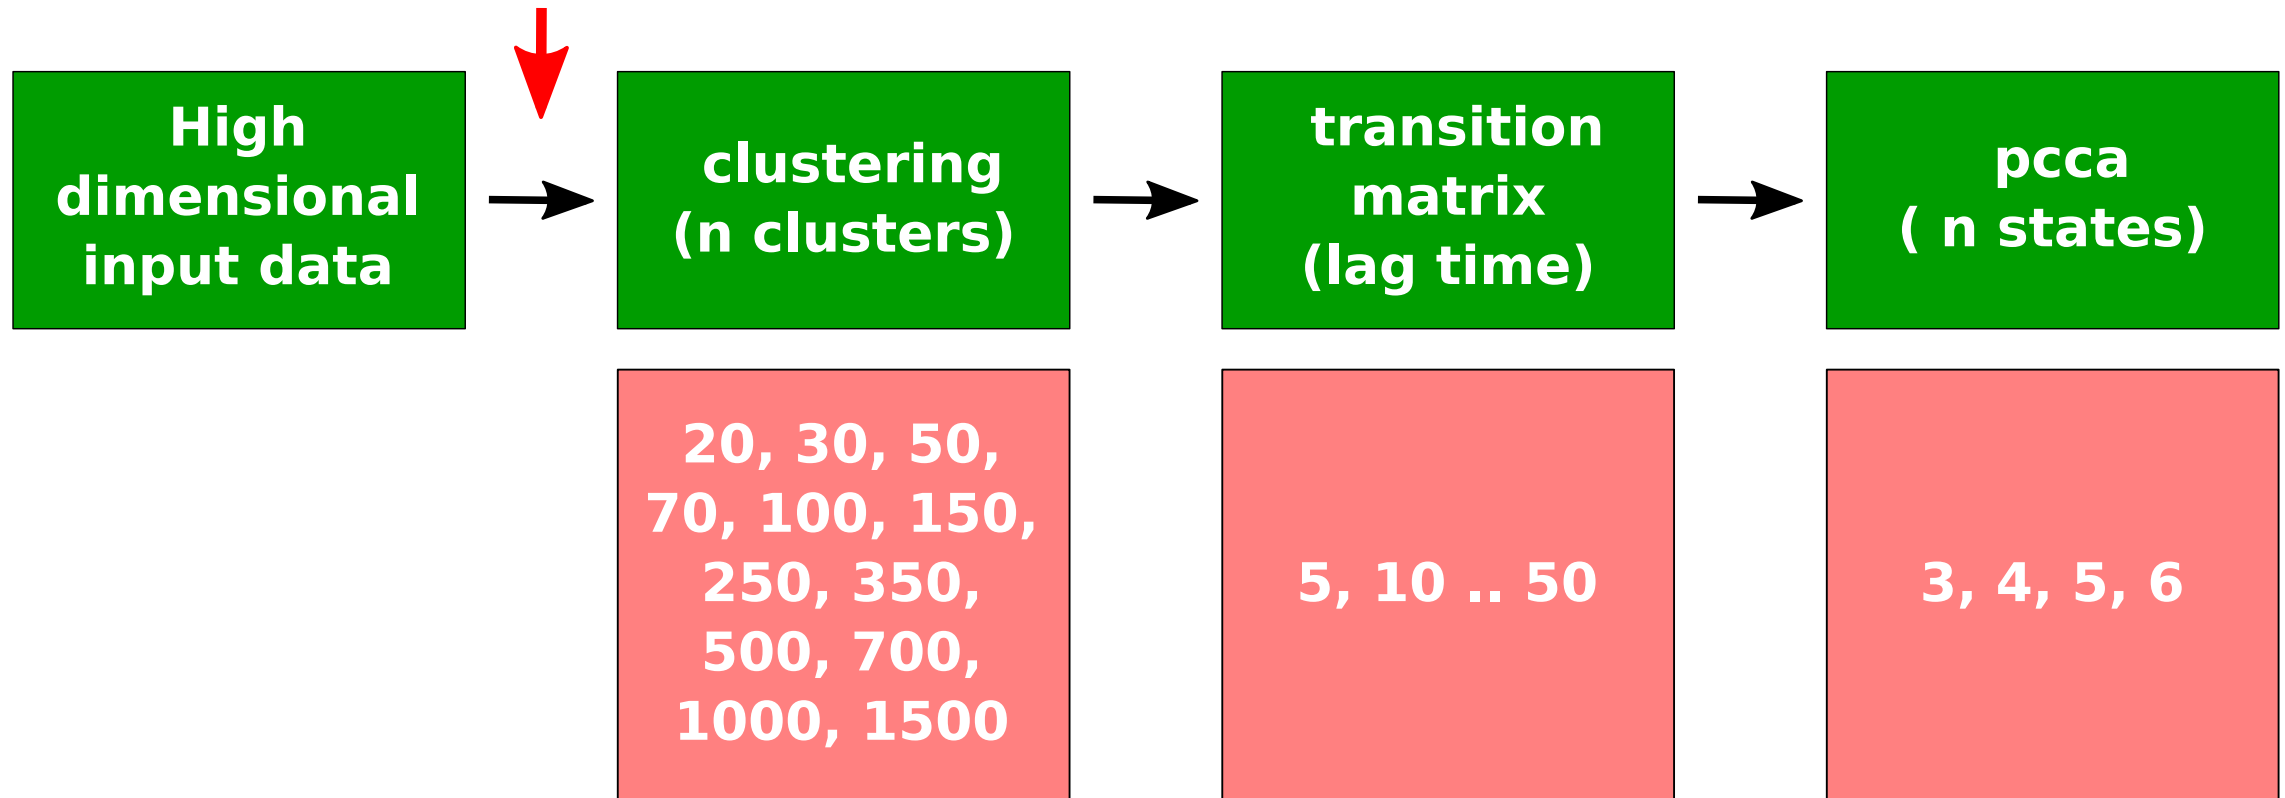 High
dimensional
input data
clustering
(n clusters)
transition
matrix
(lag time)
pcca
( n states)
20, 30, 50,
70, 100, 150,
250, 350,
500, 700,
1000, 1500
5, 10 .. 50
3, 4, 5, 6